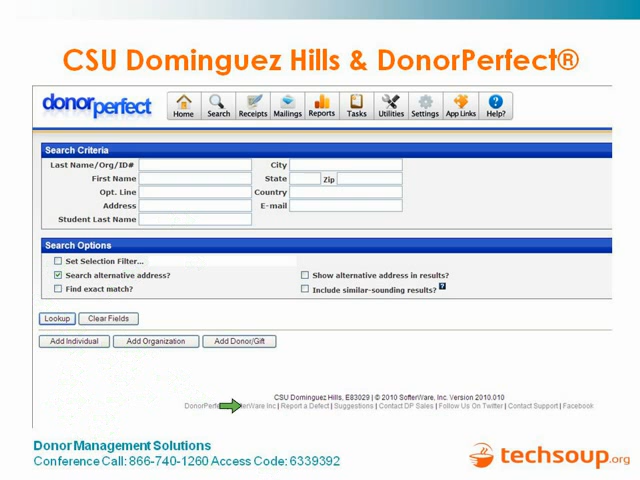 CSU Dominguez Hills & DonorPerfect®
donorperfect
Home Search Receipts Mailings Reports Tasks Utilities Settings App Links Help?
Search Criteria
Last Name/Org/ID# City
First Name State Zip
Opt. Line Country
Address E-mail
Student Last Name
Search Options
Set Selection Filter...
Search alternative address? Show alternative address in results?
Find exact match? Include similar-sounding results? ?
Lookup Clear Fields
Add Individual Add Organization Add Donor/Gift
CSU Dominguez Hills, E83029 | © 2010 SofterWare, Inc. Version 2010.010
Inc | Report a Defect | Suggestions | Contact DP Sales | Follow Us On Twitter | Contact Support | Facebook
Donor Management Solutions
Conference Call: 866-740-1260 Access Code: 6339392
techsoup.org